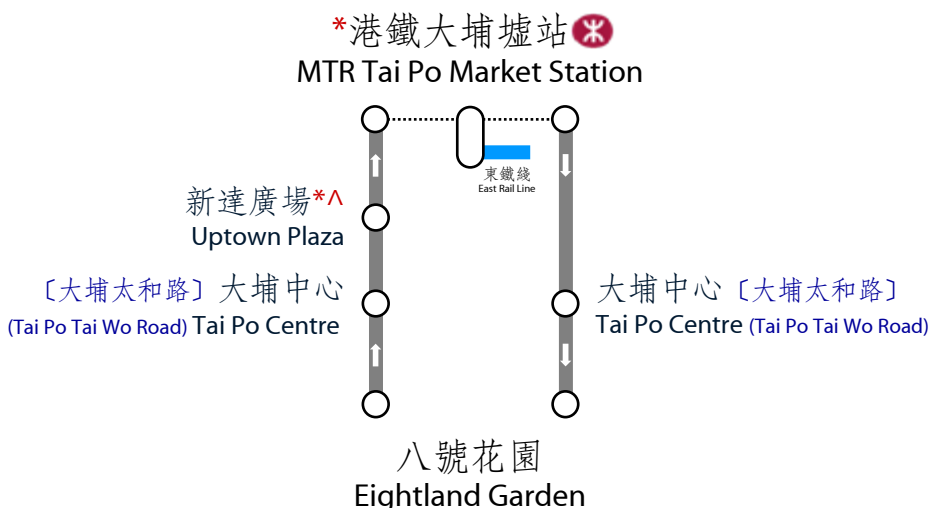 *港鐵大埔墟站
MTR Tai Po Market Station
東鐵綫
East Rail Line
新達廣場*^
Uptown Plaza
〔大埔太和路〕大埔中心
(Tai Po Tai Wo Road) Tai Po Centre
大埔中心〔大埔太和路〕
Tai Po Centre (Tai Po Tai Wo Road)
八號花園
Eightland Garden